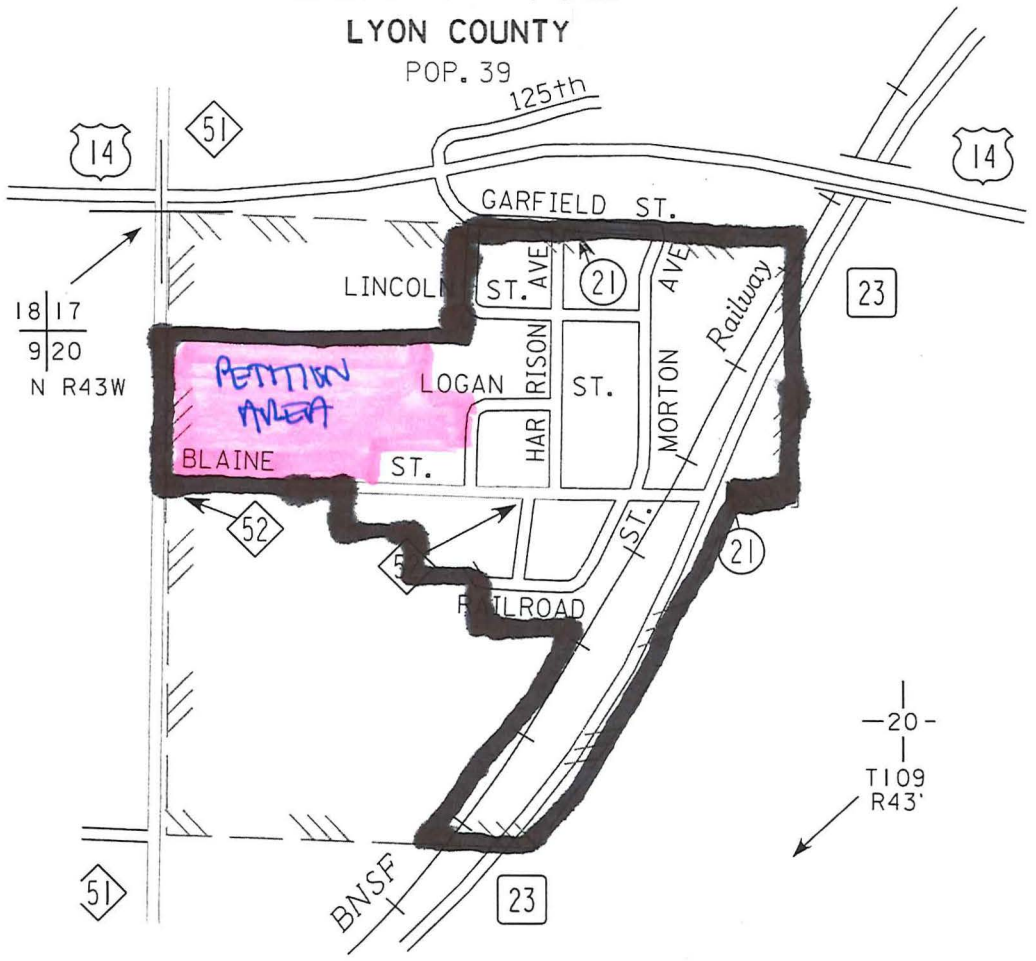 LYON COUNTY
POP. 39
125th
51
14
14
GARFIELD ST.
LINCOLN ST.
AVE
21
AVE
Railway
23
18|17
9|20
N R43W
PETITION
AREA
LOGAN ST.
HARRISON
MORTON
BLAINE ST.
52
ST.
21
RAILROAD
-20-
T109
R43'
51
BNSF
23